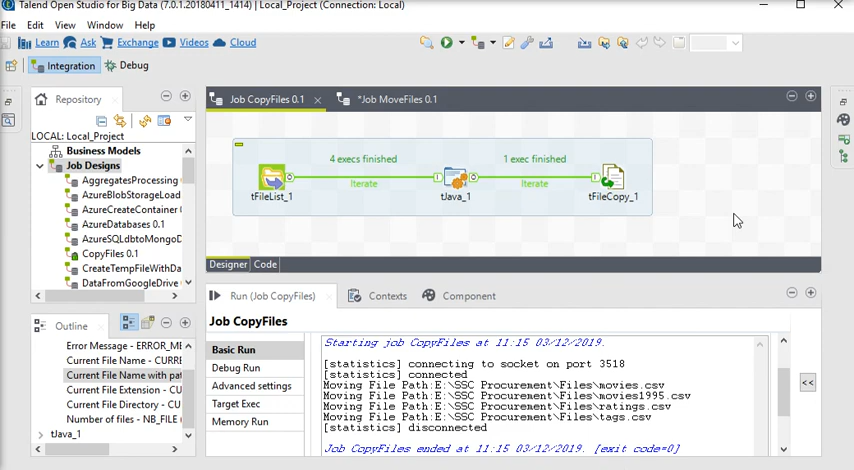 Talend Open Studio for Big Data (7.0.1.20180411_1414) | Local_Project (Connection: Local)
File Edit View Window Help
Learn Ask Exchange Videos Cloud
Integration Debug
Repository
LOCAL: Local_Project
Business Models
Job Designs
AggregatesProcessing
AzureBlobStorageLoad
AzureCreateContainer
AzureDatabases 0.1
AzureSQLdbtoMongoD
CopyFiles 0.1
CreateTempFileWithDa
DataFromGoogleDrive
Outline
Error Message - ERROR_ME
Current File Name - CURRE
Current File Name with pat
Current File Extension - CU
Current File Directory - CU
Number of files - NB_FILE
tJava_1
Job CopyFiles 0.1
*Job MoveFiles 0.1
4 execs finished
1 exec finished
Iterate
Iterate
tFileList_1
tJava_1
tFileCopy_1
Designer Code
Run (Job CopyFiles) Contexts Component
Job CopyFiles
Basic Run
Debug Run
Advanced settings
Target Exec
Memory Run
Starting job CopyFiles at 11:15 03/12/2019.
[statistics] connecting to socket on port 3518
[statistics] connected
Moving File Path:E:\SSC Procurement\Files\movies.csv
Moving File Path:E:\SSC Procurement\Files\movies1995.csv
Moving File Path:E:\SSC Procurement\Files\ratings.csv
Moving File Path:E:\SSC Procurement\Files\tags.csv
[statistics] disconnected
Job CopyFiles ended at 11:15 03/12/2019. [exit code=0]
<<